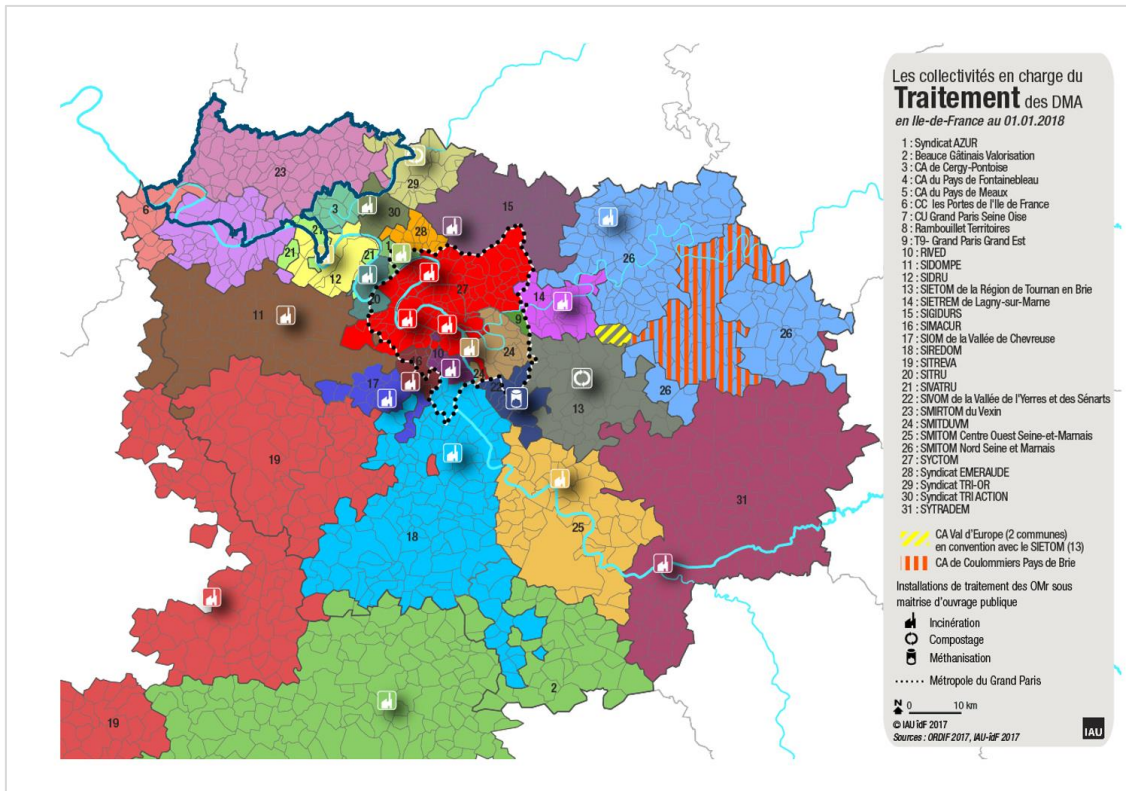 Les collectivités en charge du
Traitement des DMA
en Ile-de-France au 01.01.2018
1 : Syndicat AZUR
2 : Beauce Gâtinais Valorisation
3 : CA de Cergy-Pontoise
4 : CA du Pays de Fontainebleau
5 : CA du Pays de Meaux
6 : CC les Portes de l'Ile de France
7 : CU Grand Paris Seine Oise
8 : Rambouillet Territoires
9 : T9- Grand Paris Grand Est
10 : RIVED
11 : SIDOMPE
12 : SIDRU
13 : SIETOM de la Région de Tournan en Brie
14 : SIETREM de Lagny-sur-Marne
15 : SIGIDURS
16 : SIMACUR
17 : SIOM de la Vallée de Chevreuse
18 : SIREDOM
19 : SITREVA
20 : SITRU
21 : SIVATRU
22 : SIVOM de la Vallée de l'Yerres et des Sénarts
23 : SMIRTOM du Vexin
24 : SMITDUVM
25 : SMITOM Centre Ouest Seine-et-Marnais
26 : SMITOM Nord Seine et Marnais
27 : SYCTOM
28 : Syndicat EMERAUDE
29 : Syndicat TRI-OR
30 : Syndicat TRI ACTION
31 : SYTRADEM
CA Val d'Europe (2 communes)
en convention avec le SIETOM (13)
CA de Coulommiers Pays de Brie
Installations de traitement des OMr sous
maitrise d'ouvrage publique
Incinération
Compostage
Méthanisation
Métropole du Grand Paris
N 0 10 km
© IAU îdF 2017
Sources : ORDIF 2017, IAU-îdF 2017
IAU
23
29
6
3
30
15
28
26
21
21
12
20
27
14
11
9
24
26
10
16
24
17
22
13
26
19
31
25
18
2
19